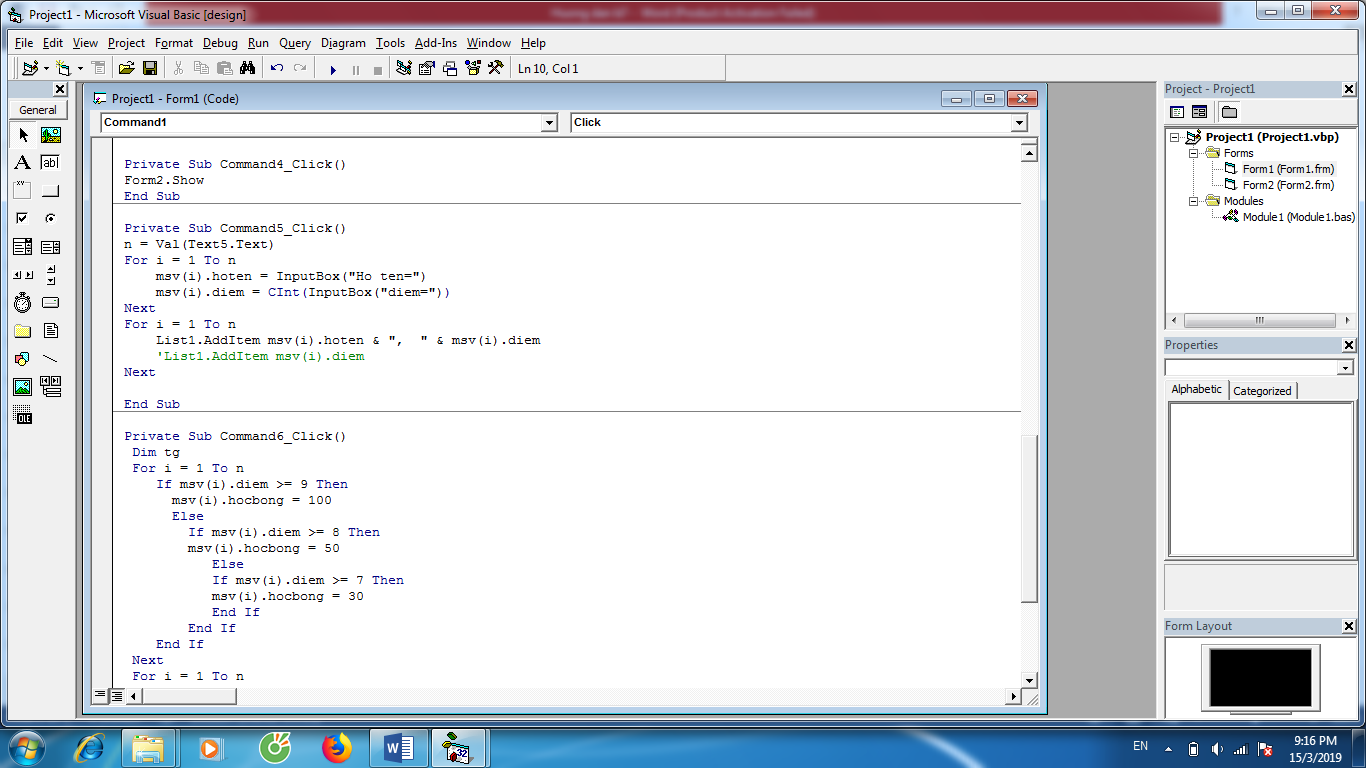 Project1 - Microsoft Visual Basic [design]
File Edit View Project Format Debug Run Query Diagram Tools Add-Ins Window Help
Ln 10, Col 1
General
Project1 - Form1 (Code)
Command1 Click
Private Sub Command4_Click()
Form2.Show
End Sub
Private Sub Command5_Click()
n = Val(Text5.Text)
For i = 1 To n
msv(i).hoten = InputBox("Ho ten=")
msv(i).diem = CInt(InputBox("diem="))
Next
For i = 1 To n
List1.AddItem msv(i).hoten & ",  " & msv(i).diem
'List1.AddItem msv(i).diem
Next
End Sub
Private Sub Command6_Click()
Dim tg
For i = 1 To n
If msv(i).diem >= 9 Then
msv(i).hocbong = 100
Else
If msv(i).diem >= 8 Then
msv(i).hocbong = 50
Else
If msv(i).diem >= 7 Then
msv(i).hocbong = 30
End If
End If
End If
Next
For i = 1 To n
Project - Project1
Project1 (Project1.vbp)
Forms
Form1 (Form1.frm)
Form2 (Form2.frm)
Modules
Module1 (Module1.bas)
Properties
Alphabetic Categorized
Form Layout
A
ab
xy
OLE
EN
9:16 PM
15/3/2019